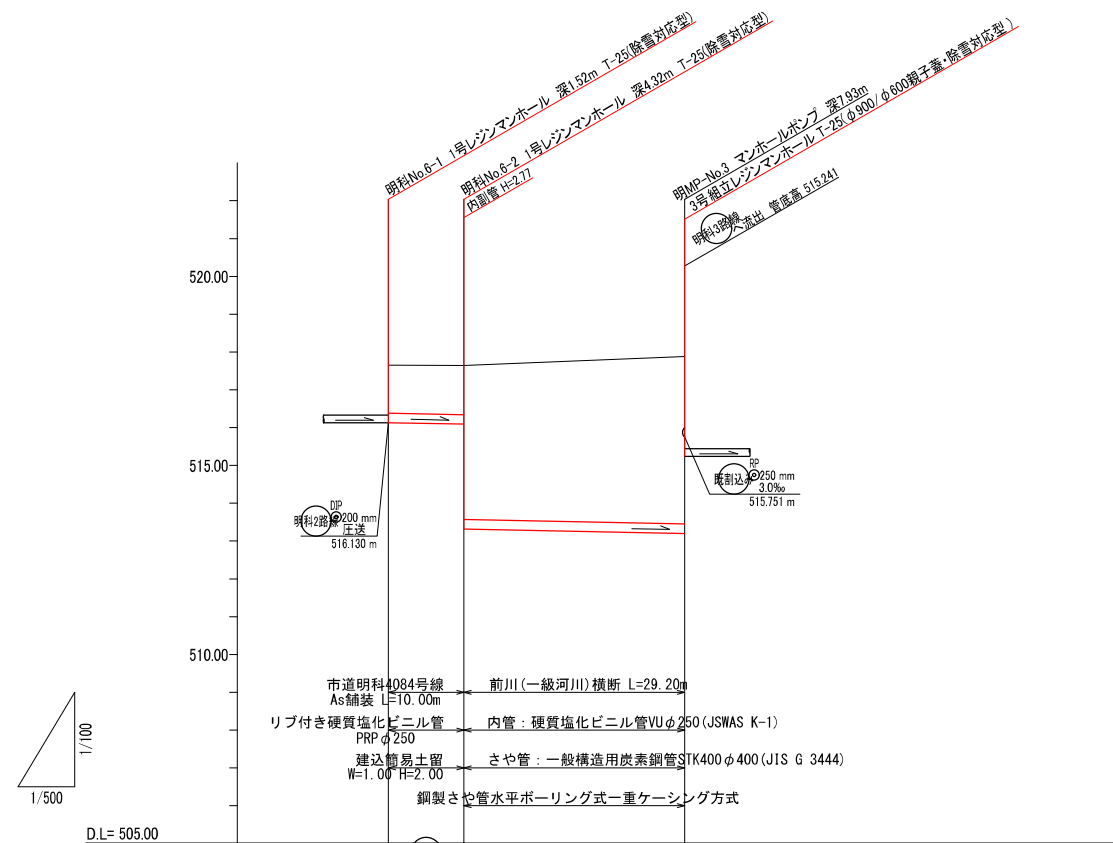 明科No.6-1 1号レジンマンホール 深1.52m T-25(除雪対応型)
明科No.6-2 1号レジンマンホール 深4.32m T-25(除雪対応型)
内副管 H=2.77
明MP-No.3 マンホールポンプ 深7.93m
3号組立レジンマンホール T-25(φ900/φ600親子蓋・除雪対応型)
明科3路線
へ流出 管底高 515.241
520.00
515.00
510.00
明科2路線
DIP
200 mm
圧送
516.130 m
既割込み
RP
250 mm
3.0‰
515.751 m
市道明科4084号線
As舗装 L=10.00m
前川(一級河川)横断 L=29.20m
リブ付き硬質塩化ビニル管
PRPφ250
内管:硬質塩化ビニル管VUφ250(JSWAS K-1)
建込簡易土留
W=1.00 H=2.00
さや管:一般構造用炭素鋼管STK400φ400(JIS G 3444)
鋼製さや管水平ボーリング式一重ケーシング方式
1/100
1/500
D.L= 505.00